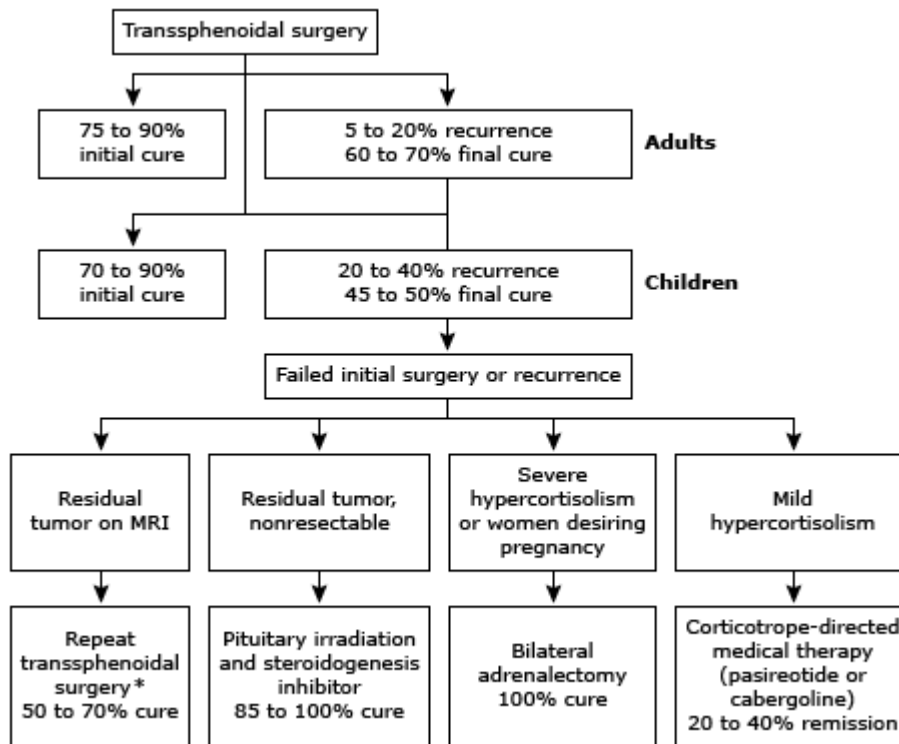 Transsphenoidal surgery
75 to 90%
initial cure
5 to 20% recurrence
60 to 70% final cure
Adults
70 to 90%
initial cure
20 to 40% recurrence
45 to 50% final cure
Children
Failed initial surgery or recurrence
Residual
tumor on MRI
Residual tumor,
nonresectable
Severe
hypercortisolism
or women desiring
pregnancy
Mild
hypercortisolism
Repeat
transsphenoidal
surgery*
50 to 70% cure
Pituitary irradiation
and steroidogenesis
inhibitor
85 to 100% cure
Bilateral
adrenalectomy
100% cure
Corticotrope-directed
medical therapy
(pasireotide or
cabergoline)
20 to 40% remission